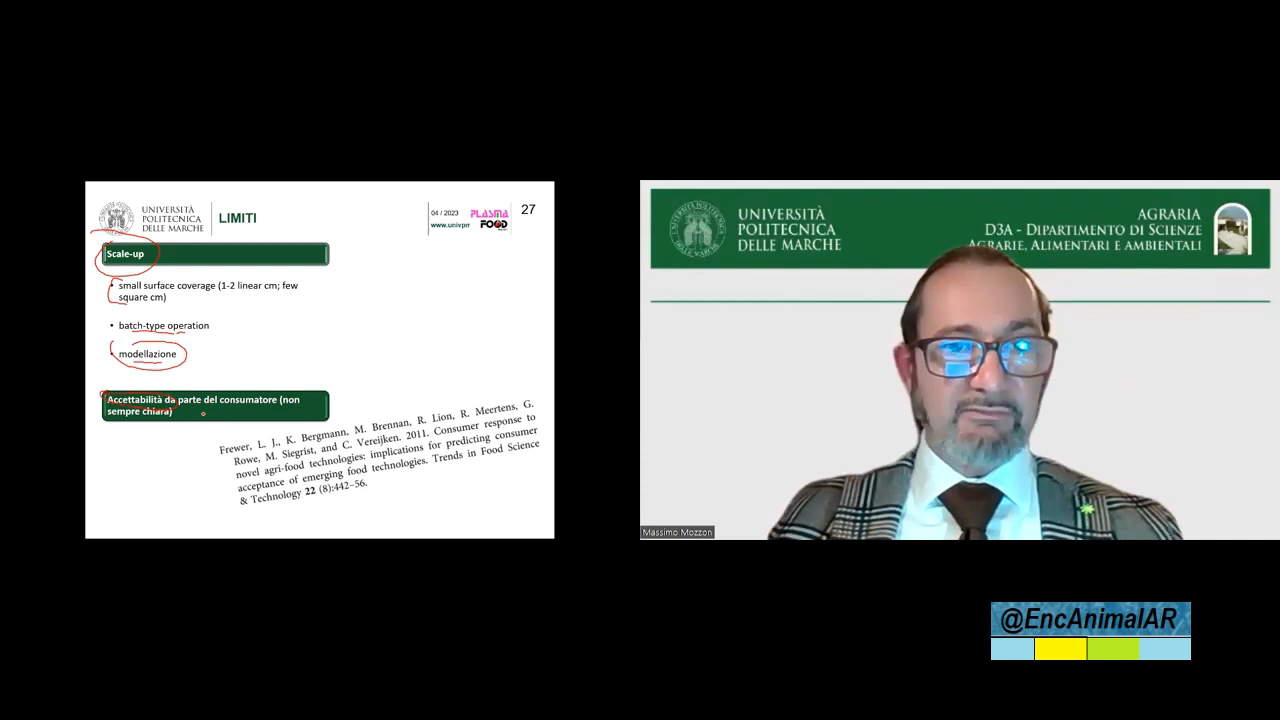 UNIVERSITÀ
POLITECNICA
DELLE MARCHE
LIMITI
04 / 2023
www.univpm
PLASMA
FOOD
27
Scale-up
• small surface coverage (1-2 linear cm; few
square cm)
• batch-type operation
• modellazione
Accettabilità da parte del consumatore (non
sempre chiara)
Frewer, L. J., K. Bergmann, M. Brennan, R. Lion, R. Meertens, G.
Rowe, M. Siegrist, and C. Vereijken. 2011. Consumer response to
novel agri-food technologies: implications for predicting consumer
acceptance of emerging food technologies. Trends in Food Science
& Technology 22 (8):442–56.
UNIVERSITÀ
POLITECNICA
DELLE MARCHE
AGRARIA
D3A - DIPARTIMENTO DI SCIENZE
AGRARIE, ALIMENTARI E AMBIENTALI
Massimo Mozzon
@EncAnimalAR